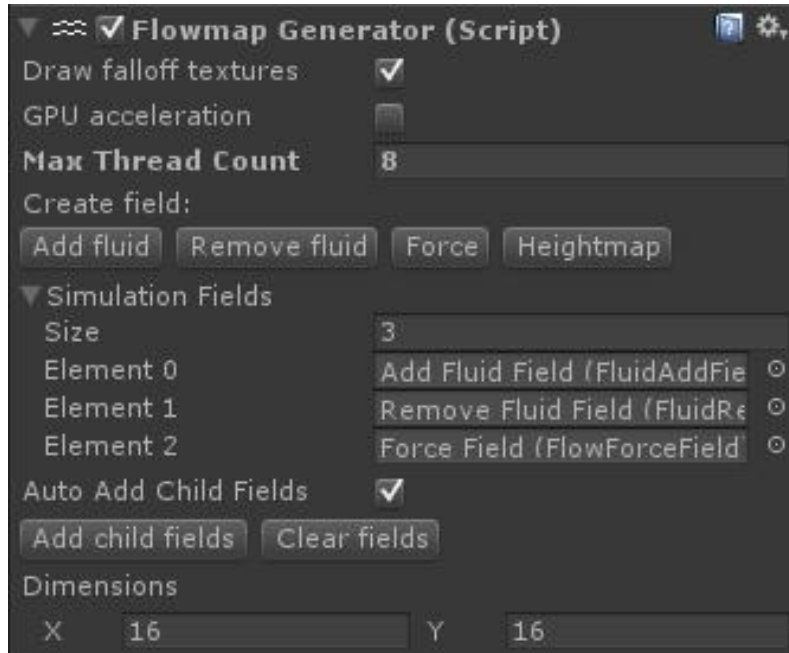 Flowmap Generator (Script)
Draw falloff textures
GPU acceleration
Max Thread Count 8
Create field:
Add fluid Remove fluid Force Heightmap
Simulation Fields
Size 3
Element 0 Add Fluid Field (FluidAddFie
Element 1 Remove Fluid Field (FluidRe
Element 2 Force Field (FlowForceField)
Auto Add Child Fields
Add child fields Clear fields
Dimensions
X 16 Y 16